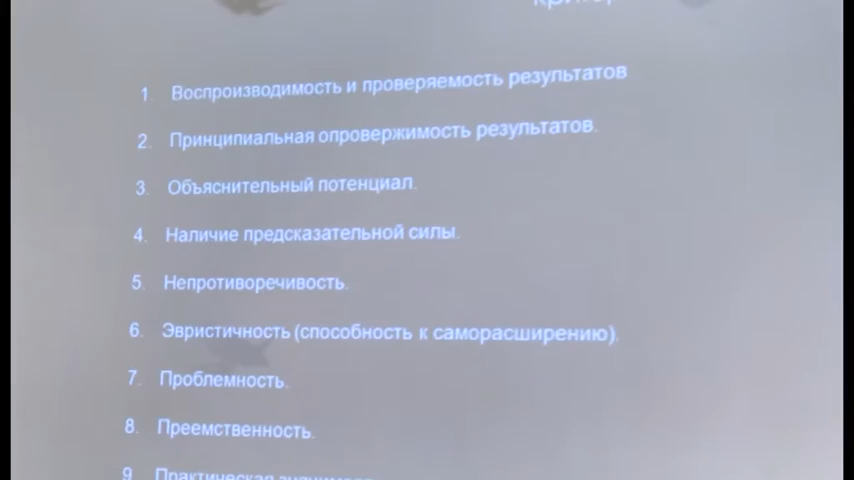 1. Воспроизводимость и проверяемость результатов
2. Принципиальная опровержимость результатов.
3. Объяснительный потенциал.
4. Наличие предсказательной силы.
5. Непротиворечивость.
6. Эвристичность (способность к саморасширению).
7. Проблемность.
8. Преемственность.
9. Практическая